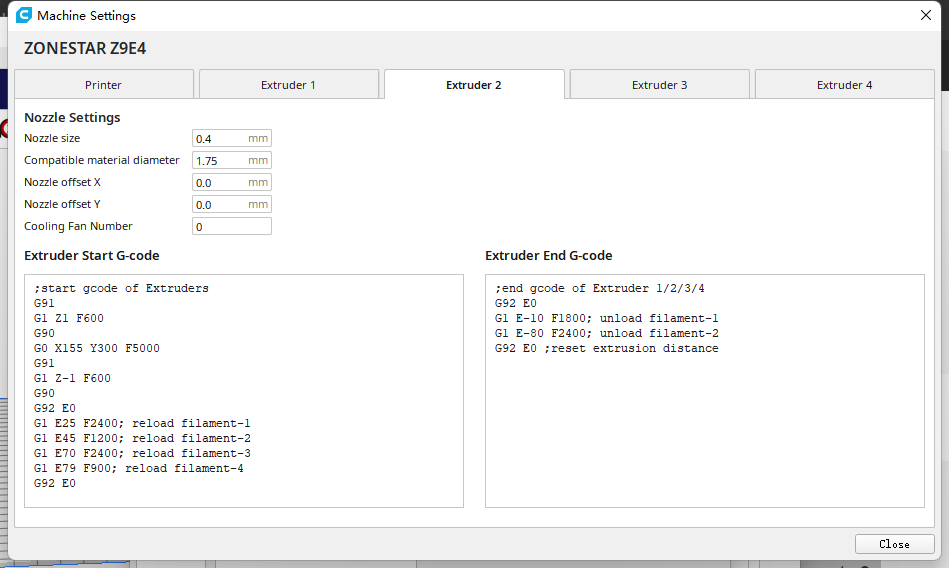 Machine Settings
ZONESTAR Z9E4
Printer
Extruder 1
Extruder 2
Extruder 3
Extruder 4
Nozzle Settings
Nozzle size 0.4 mm
Compatible material diameter 1.75 mm
Nozzle offset X 0.0 mm
Nozzle offset Y 0.0 mm
Cooling Fan Number 0
Extruder Start G-code
;start gcode of Extruders
G91
G1 Z1 F600
G90
G0 X155 Y300 F5000
G91
G1 Z-1 F600
G90
G92 E0
G1 E25 F2400; reload filament-1
G1 E45 F1200; reload filament-2
G1 E70 F2400; reload filament-3
G1 E79 F900; reload filament-4
G92 E0
Extruder End G-code
;end gcode of Extruder 1/2/3/4
G92 E0
G1 E-10 F1800; unload filament-1
G1 E-80 F2400; unload filament-2
G92 E0 ;reset extrusion distance
Close